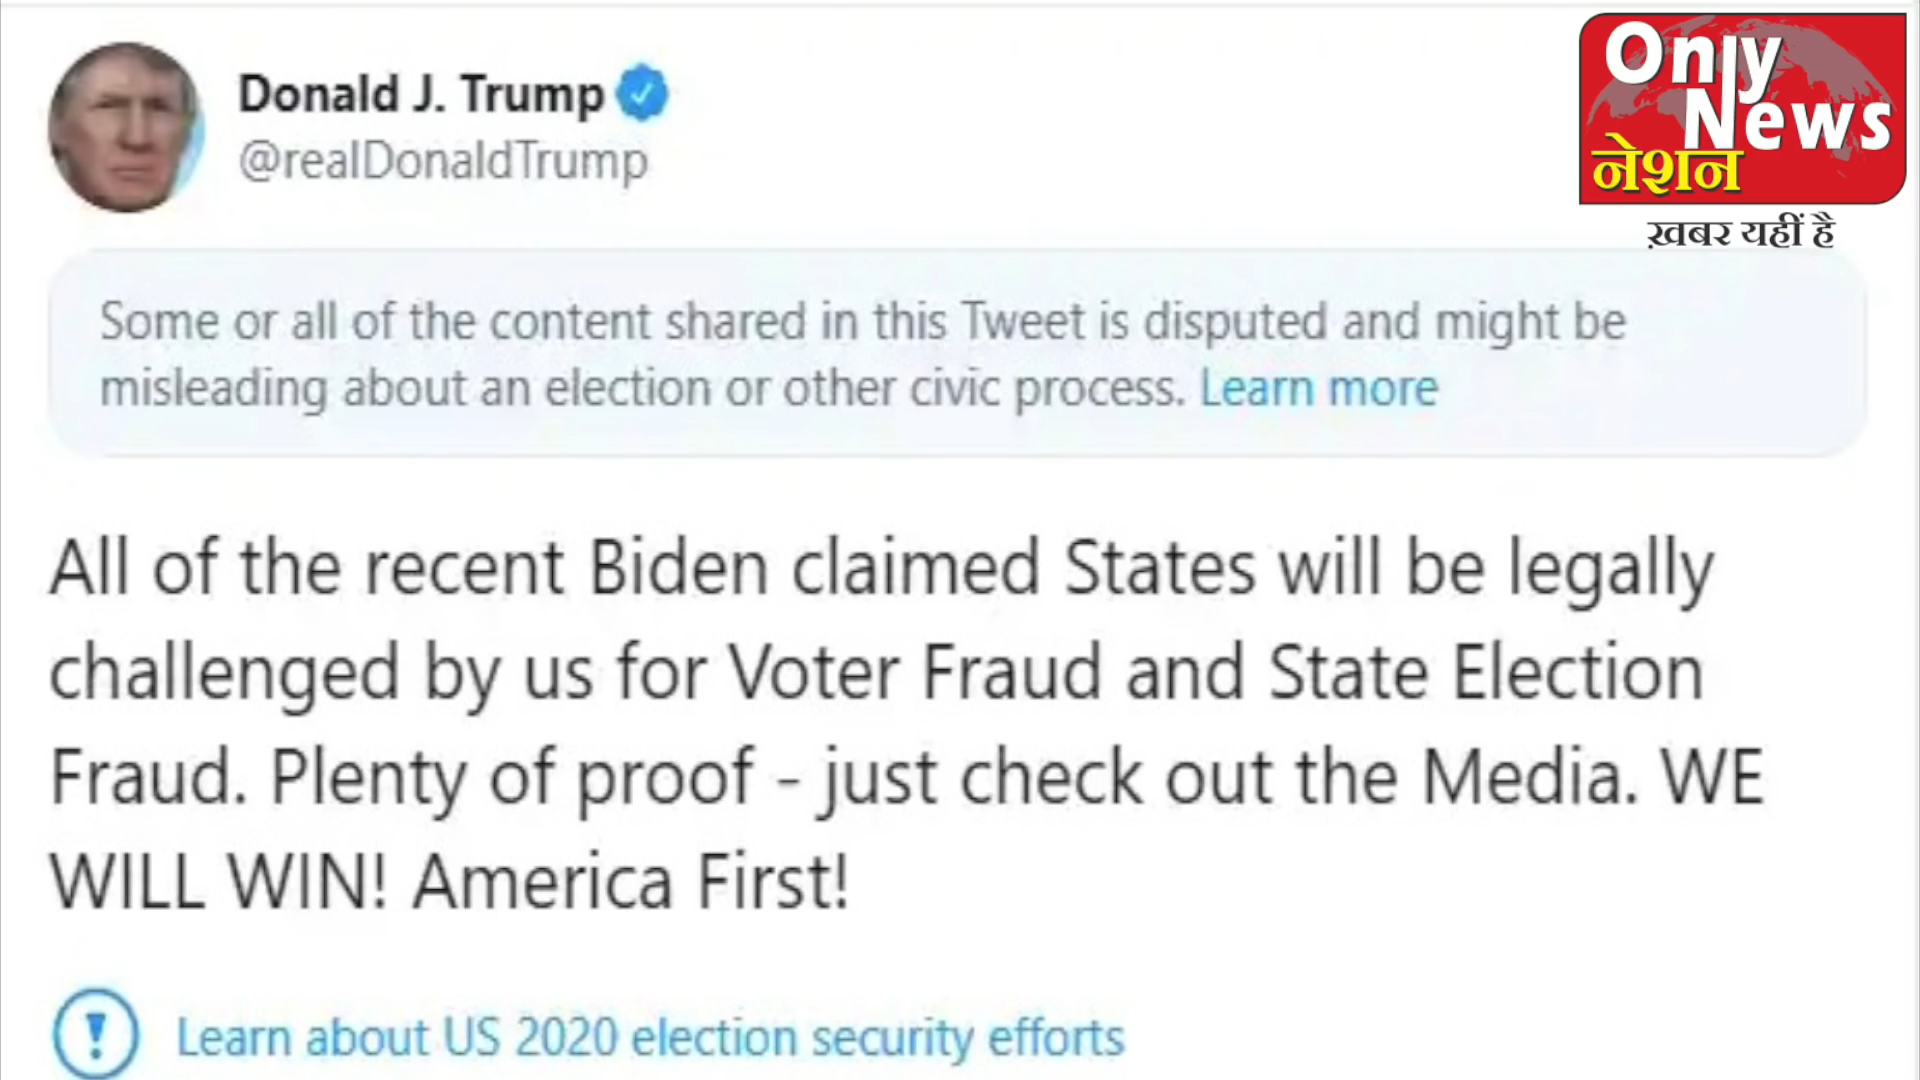 Donald J. Trump
@realDonaldTrump
Only
News
नेशन
ख़बर यहीं है
Some or all of the content shared in this Tweet is disputed and might be
misleading about an election or other civic process. Learn more
All of the recent Biden claimed States will be legally
challenged by us for Voter Fraud and State Election
Fraud. Plenty of proof - just check out the Media. WE
WILL WIN! America First!
Learn about US 2020 election security efforts